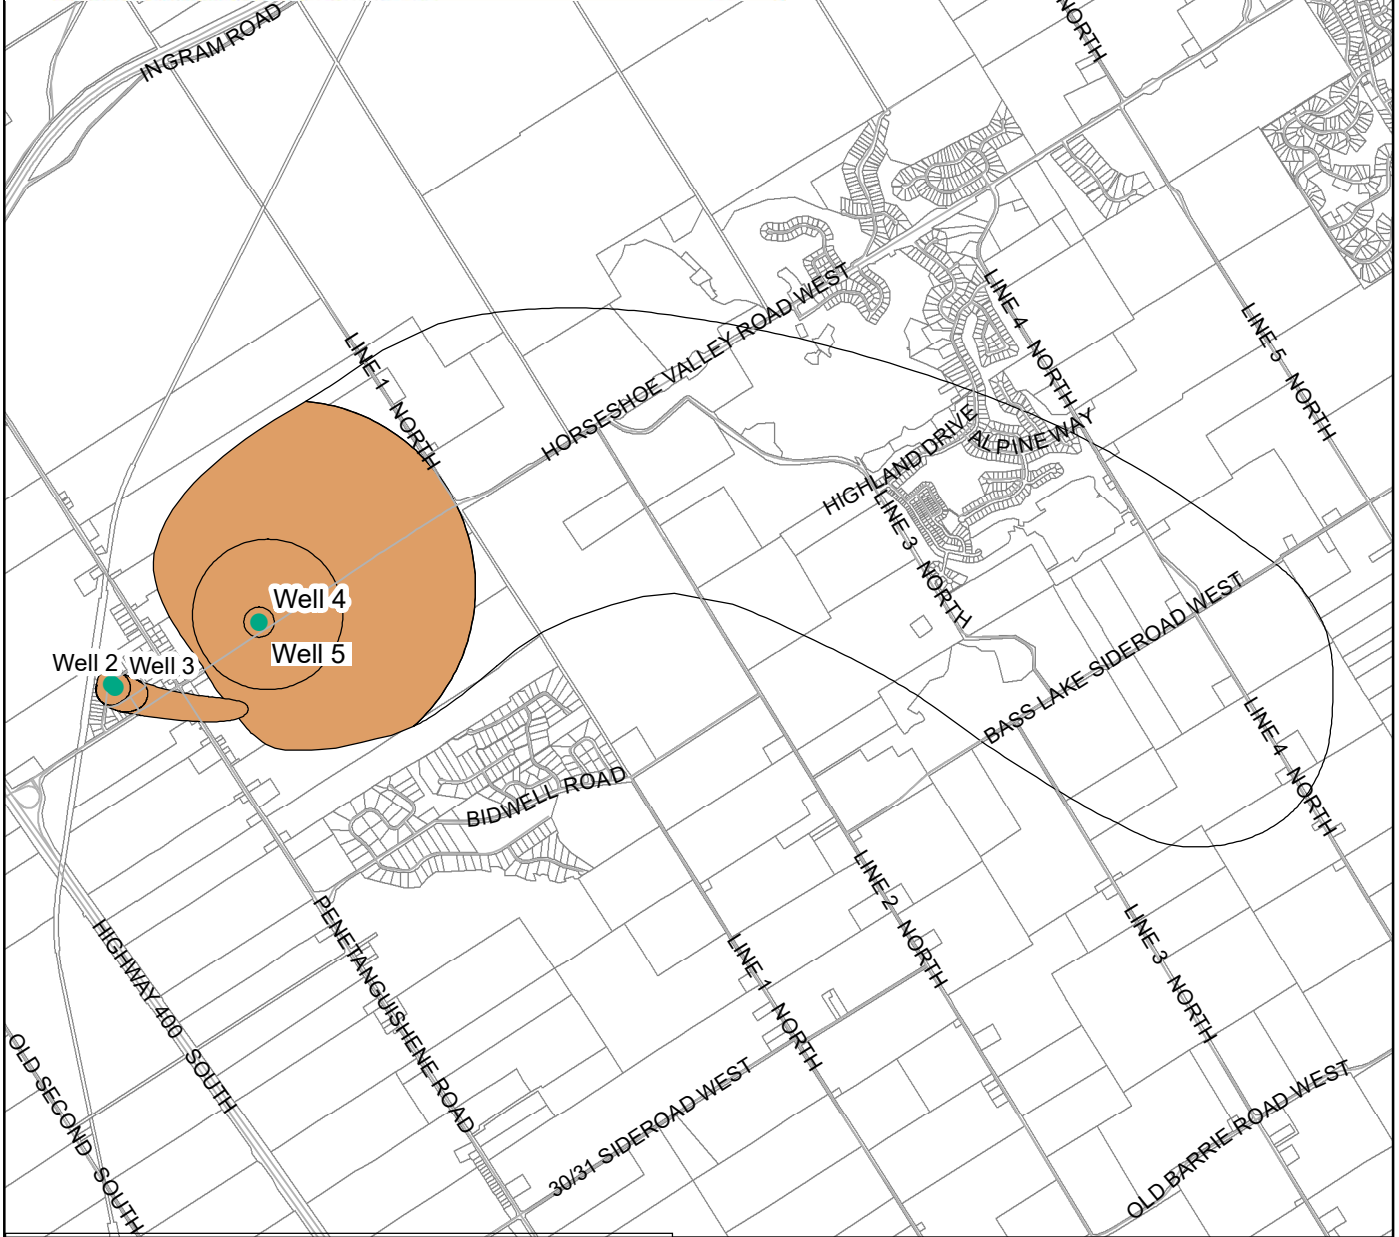 INGRAM ROAD
NORTH
LINE 4 NORTH
LINE 5 NORTH
HORSESHOE VALLEY ROAD WEST
LINE 1 NORTH
HIGHLAND DRIVE
ALPINE WAY
LINE 3 NORTH
Well 4
Well 5
Well 2
Well 3
BASS LAKE SIDEROAD WEST
LINE 4 NORTH
BIDWELL ROAD
LINE 2 NORTH
PENETANGUISHENE ROAD
HIGHWAY 400 SOUTH
LINE 3 NORTH
LINE 1 NORTH
OLD SECOND SOUTH
30/31 SIDEROAD WEST
OLD BARRIE ROAD WEST